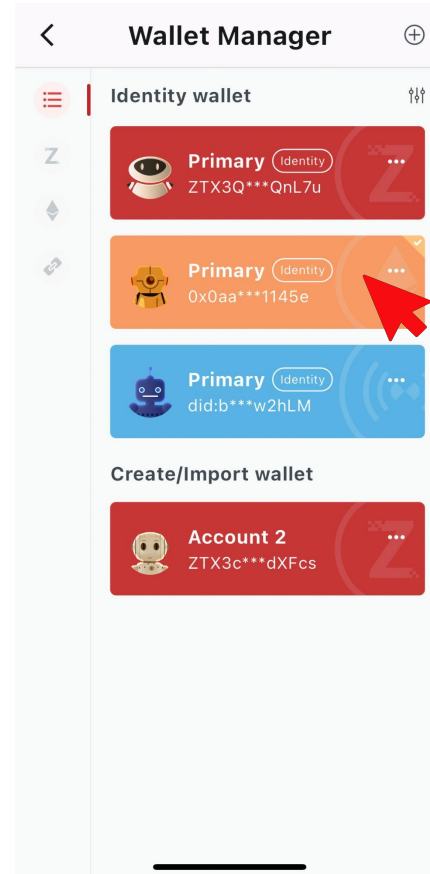 Wallet Manager
Identity wallet
Primary Identity
ZTX3Q***QnL7u
Primary Identity
0x0aa***1145e
Primary Identity
did:b***w2hLM
Create/Import wallet
Account 2
ZTX3c***dXFcs